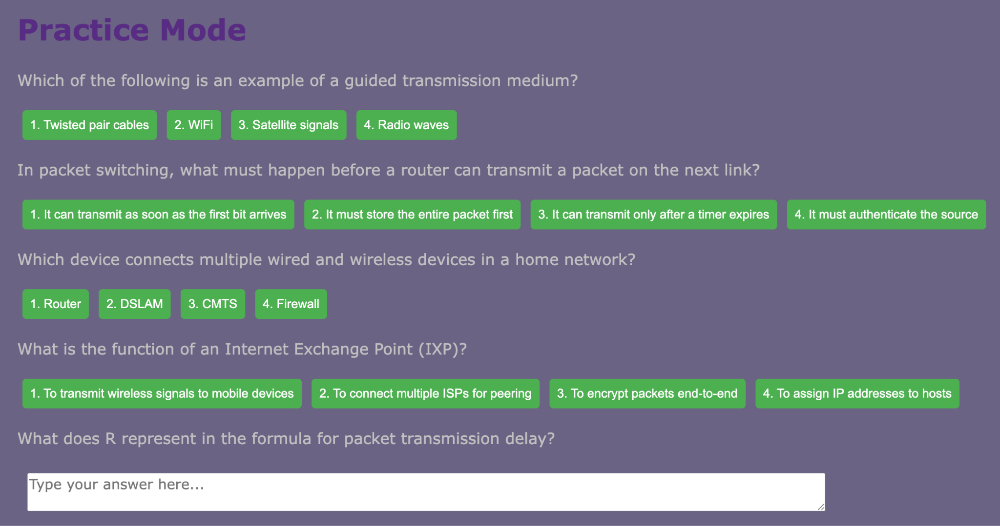 Practice Mode
Which of the following is an example of a guided transmission medium?
1. Twisted pair cables 2. WiFi 3. Satellite signals 4. Radio waves
In packet switching, what must happen before a router can transmit a packet on the next link?
1. It can transmit as soon as the first bit arrives 2. It must store the entire packet first 3. It can transmit only after a timer expires 4. It must authenticate the source
Which device connects multiple wired and wireless devices in a home network?
1. Router 2. DSLAM 3. CMTS 4. Firewall
What is the function of an Internet Exchange Point (IXP)?
1. To transmit wireless signals to mobile devices 2. To connect multiple ISPs for peering 3. To encrypt packets end-to-end 4. To assign IP addresses to hosts
What does R represent in the formula for packet transmission delay?
Type your answer here...